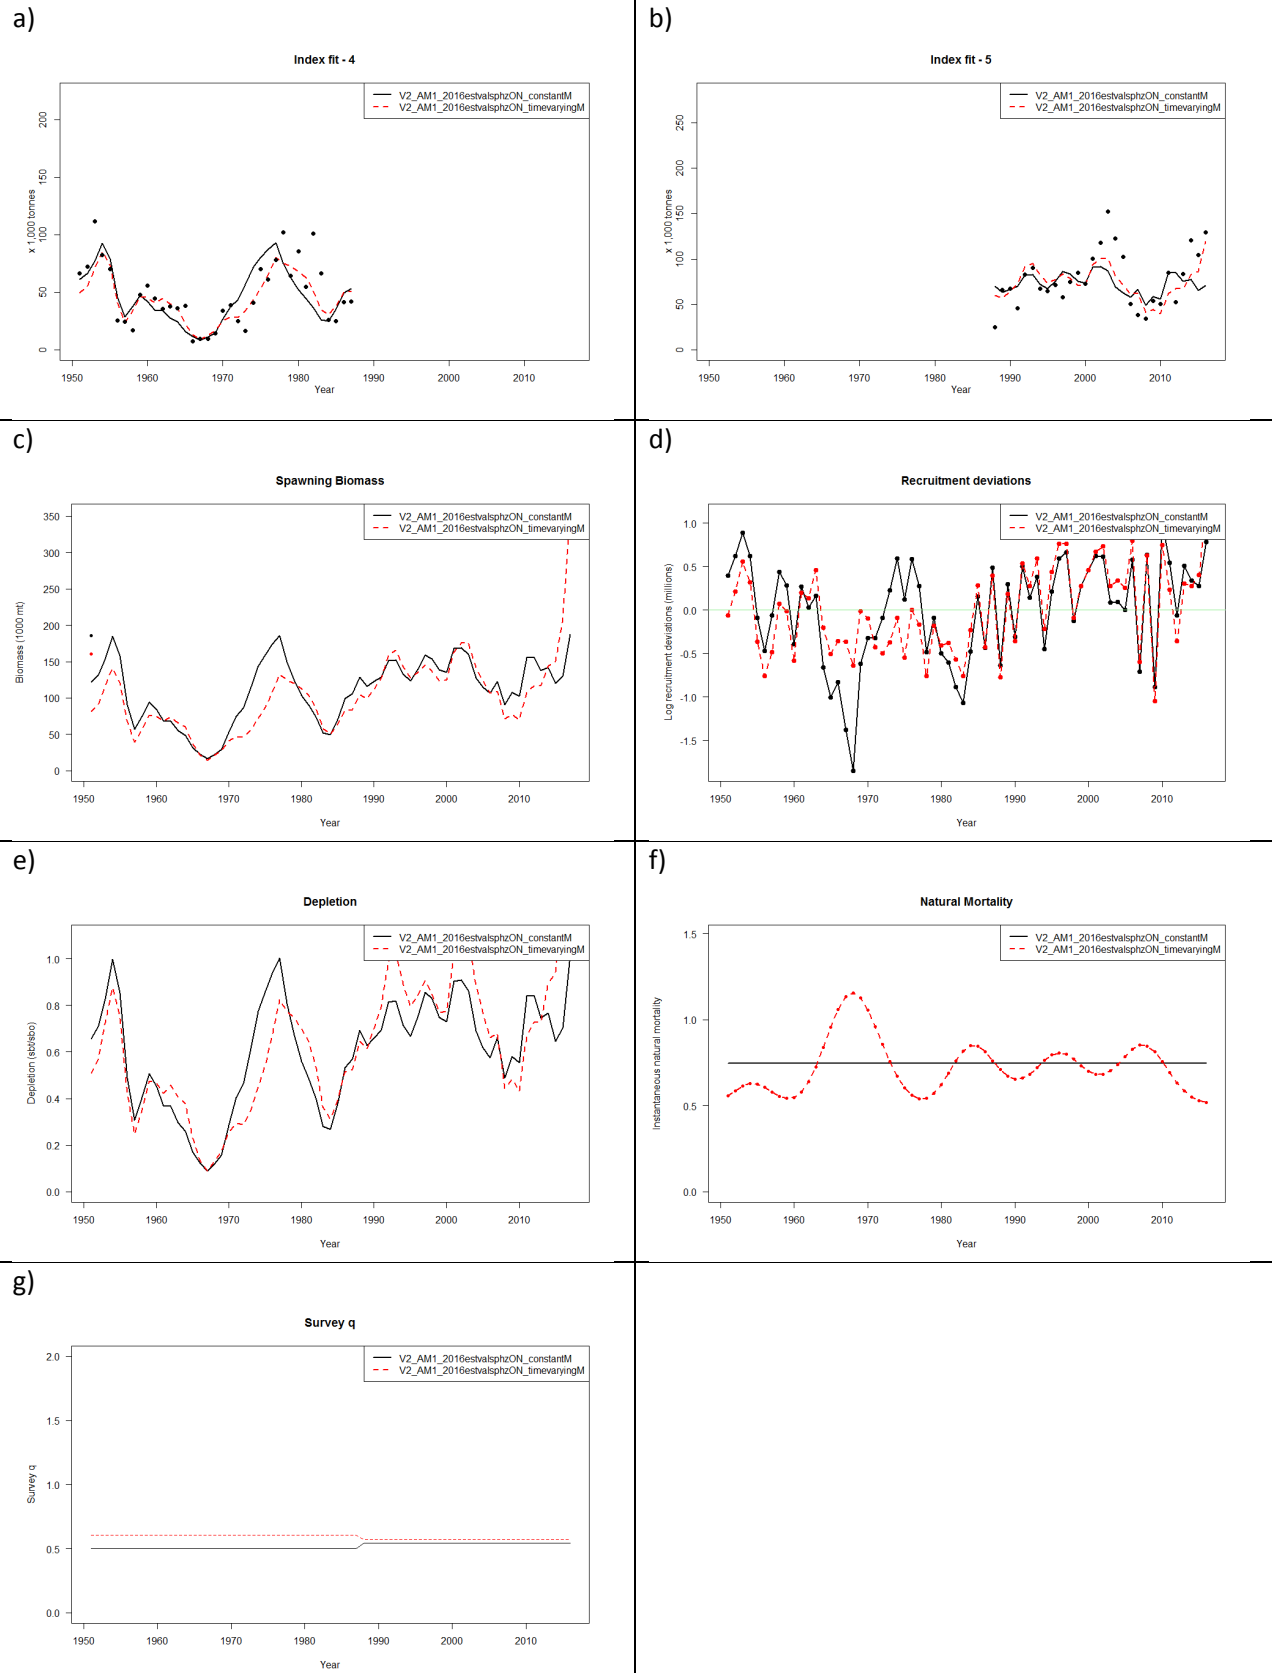 a)
Index fit - 4
V2_AM1_2016estvalsphzON_constantM
V2_AM1_2016estvalsphzON_timevaryingM
x 1,000 tonnes
200
150
100
50
0
1950 1960 1970 1980 1990 2000 2010
Year
b)
Index fit - 5
V2_AM1_2016estvalsphzON_constantM
V2_AM1_2016estvalsphzON_timevaryingM
x 1,000 tonnes
250
200
150
100
50
0
1950 1960 1970 1980 1990 2000 2010
Year
c)
Spawning Biomass
V2_AM1_2016estvalsphzON_constantM
V2_AM1_2016estvalsphzON_timevaryingM
Biomass (1000 mt)
350
300
250
200
150
100
50
0
1950 1960 1970 1980 1990 2000 2010
Year
d)
Recruitment deviations
V2_AM1_2016estvalsphzON_constantM
V2_AM1_2016estvalsphzON_timevaryingM
Log recruitment deviations (millions)
1.0
0.5
0.0
-0.5
-1.0
-1.5
1950 1960 1970 1980 1990 2000 2010
Year
e)
Depletion
V2_AM1_2016estvalsphzON_constantM
V2_AM1_2016estvalsphzON_timevaryingM
Depletion (sbt/sbo)
1.0
0.8
0.6
0.4
0.2
0.0
1950 1960 1970 1980 1990 2000 2010
Year
f)
Natural Mortality
V2_AM1_2016estvalsphzON_constantM
V2_AM1_2016estvalsphzON_timevaryingM
Instantaneous natural mortality
1.5
1.0
0.5
0.0
1950 1960 1970 1980 1990 2000 2010
Year
g)
Survey q
V2_AM1_2016estvalsphzON_constantM
V2_AM1_2016estvalsphzON_timevaryingM
Survey q
2.0
1.5
1.0
0.5
0.0
1950 1960 1970 1980 1990 2000 2010
Year